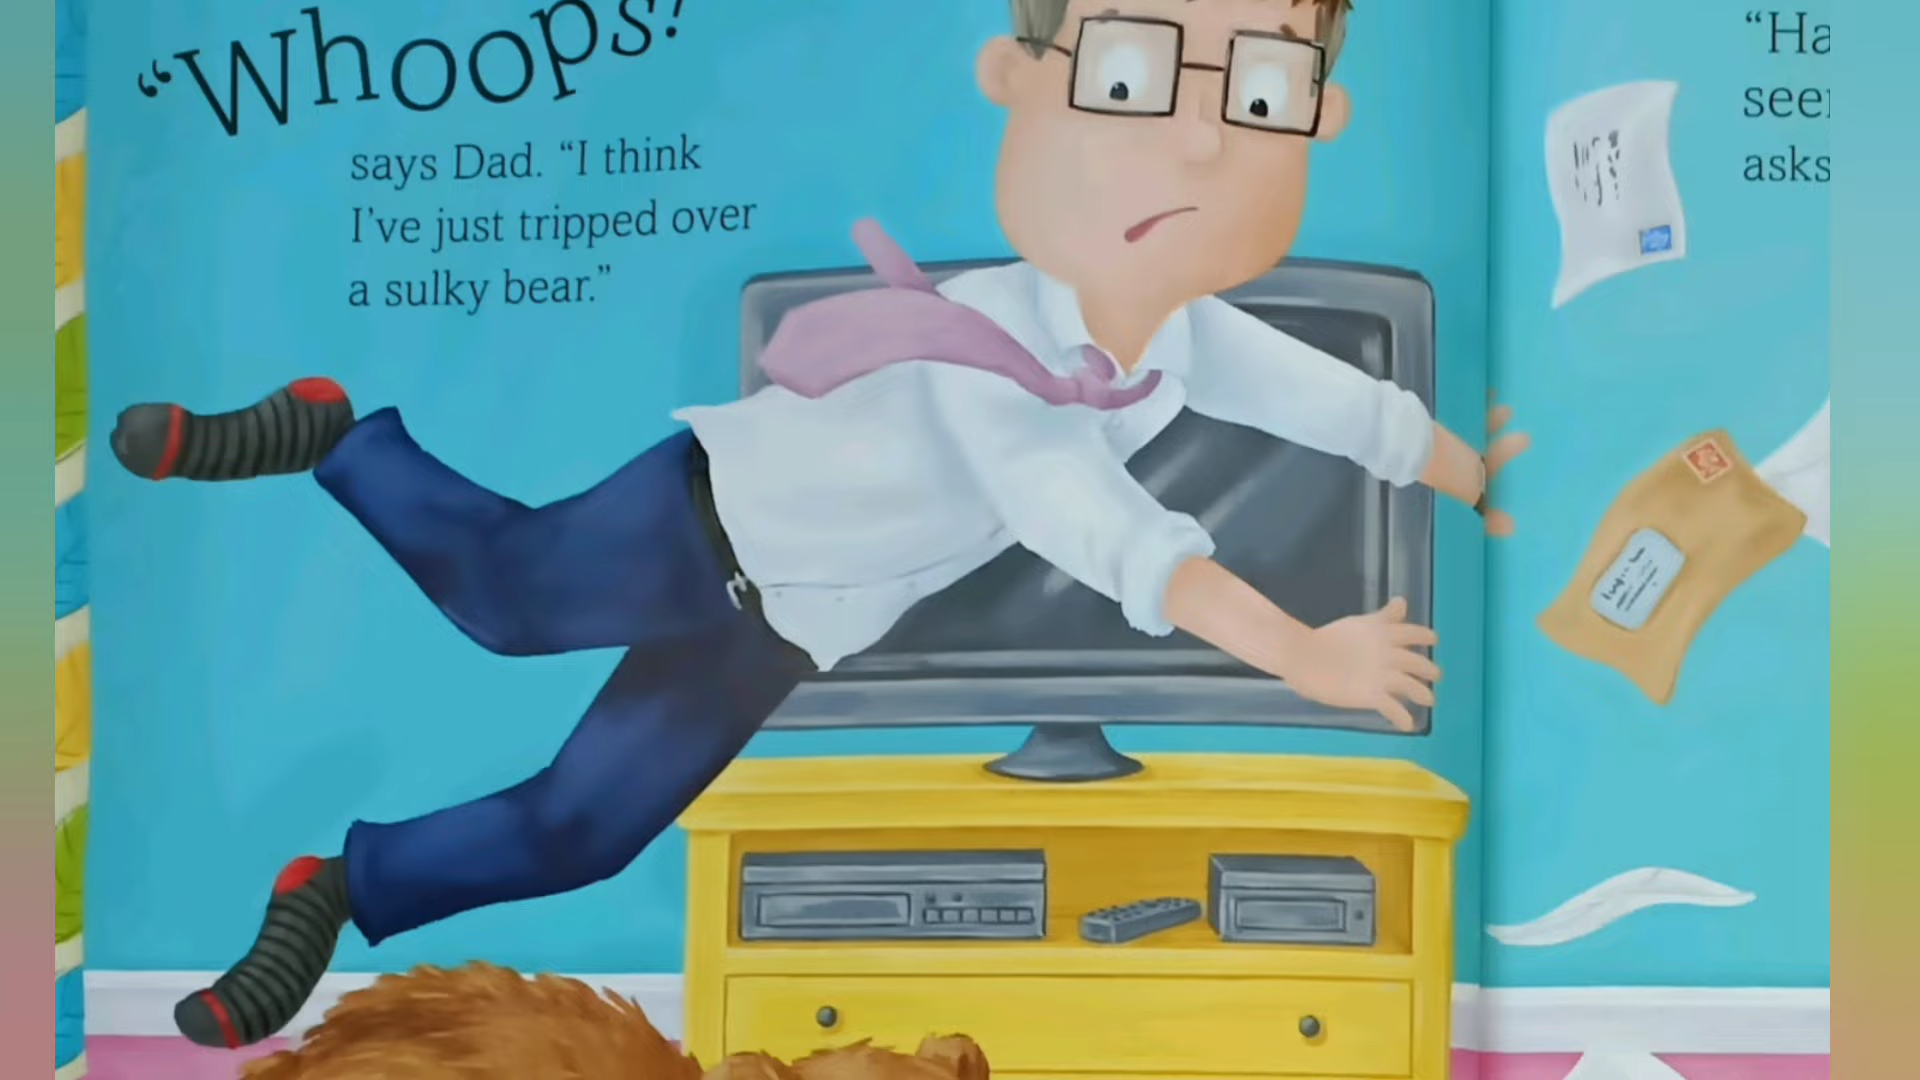 “Whoops!
says Dad. “I think
I’ve just tripped over
a sulky bear.”
“Ha
see
asks